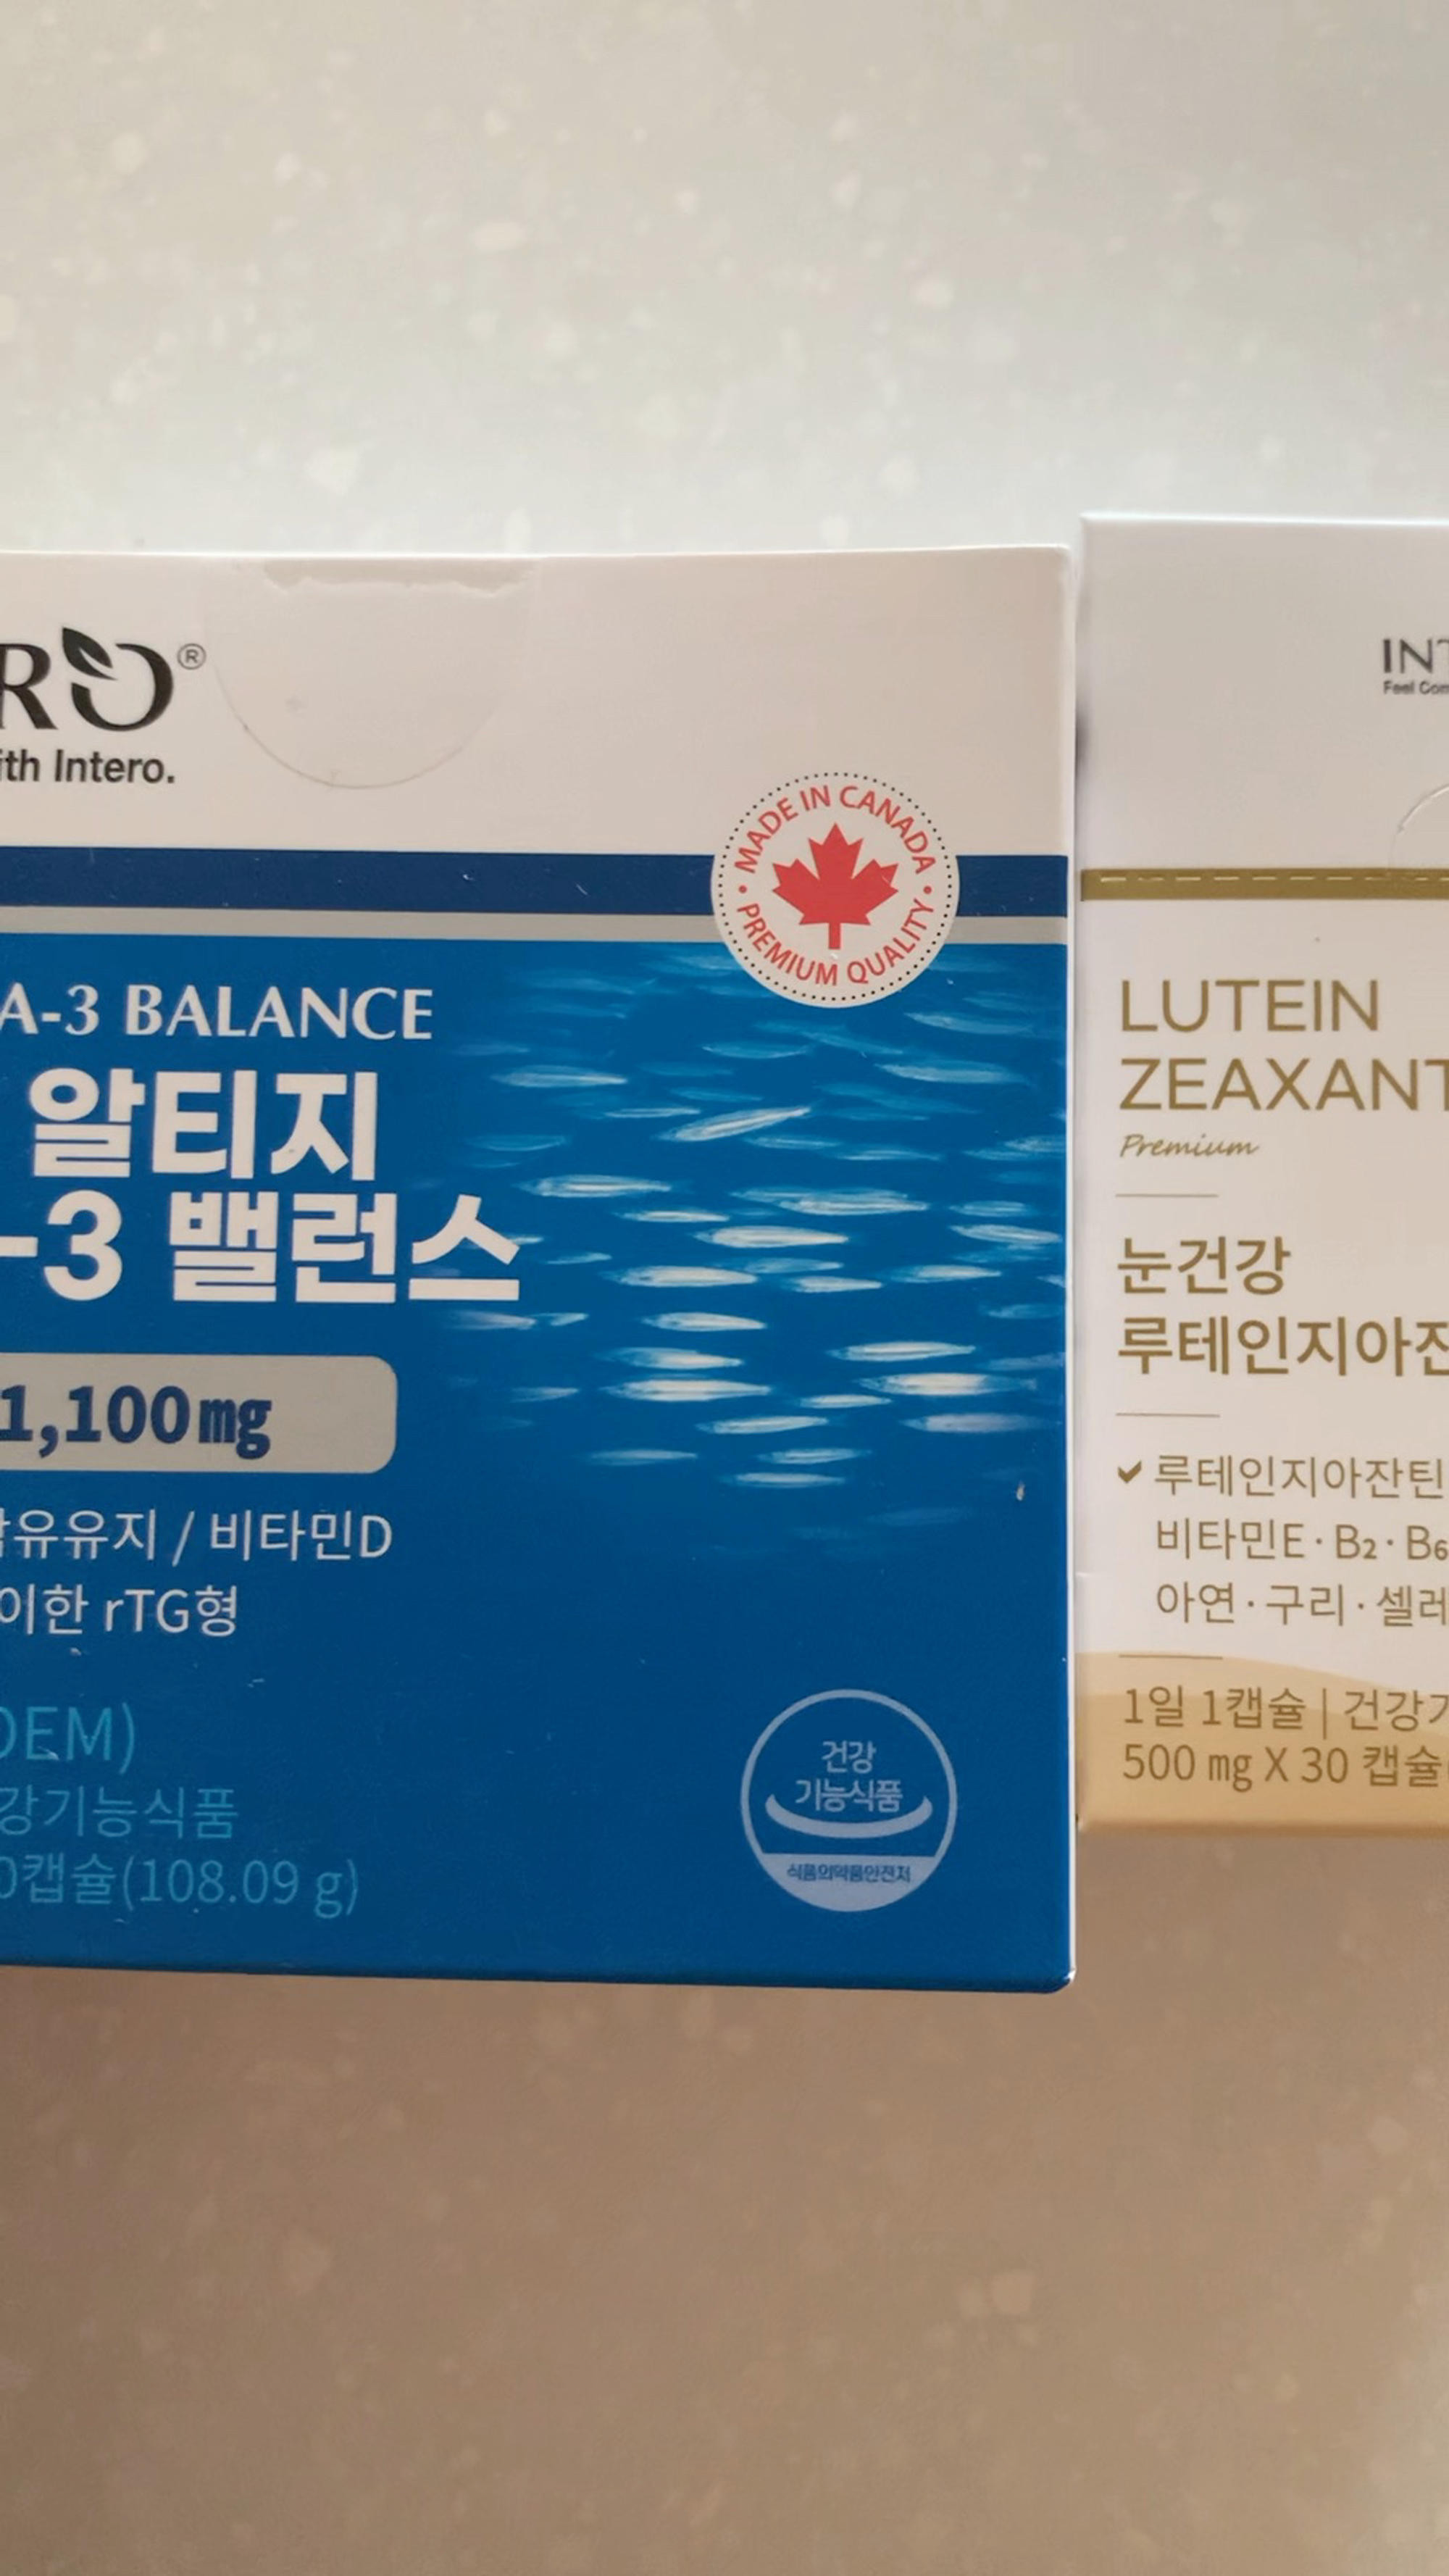 RO®
ith Intero.
MADE IN CANADA
PREMIUM QUALITY
A-3 BALANCE
알티지
-3 밸런스
1,100mg
유유지 / 비타민D
이한 rTG형
OEM)
강기능식품
0캡슐(108.09 g)
건강
기능식품
식품의약품안전처
INT
Feel Com
LUTEIN
ZEAXANT
Premium
눈건강
루테인지아잔
✓ 루테인지아잔틴
비타민E · B₂ · B₆
아연 · 구리 · 셀레
1일 1캡슐 | 건강기
500 mg X 30 캡슐